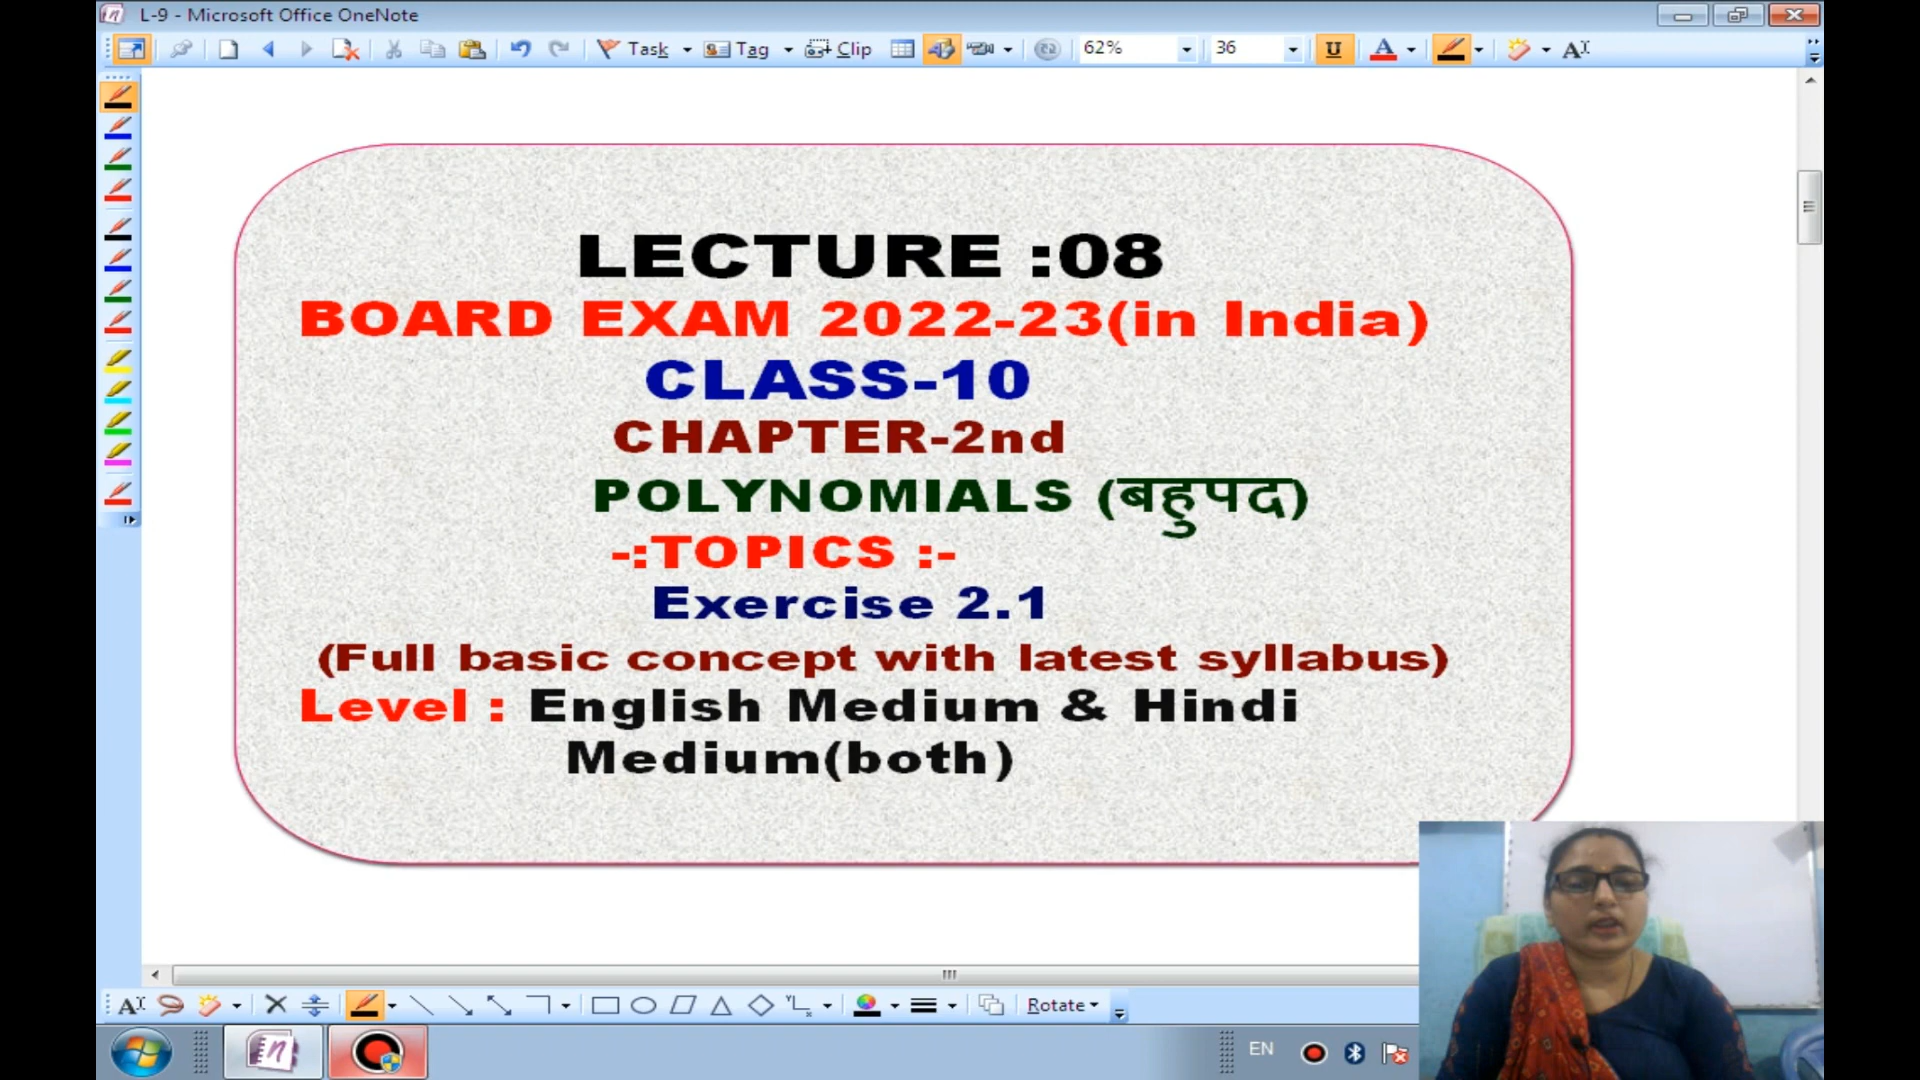 L-9 - Microsoft Office OneNote
Task Tag Clip 62% 36 U A A
LECTURE :08
BOARD EXAM 2022-23(in India)
CLASS-10
CHAPTER-2nd
POLYNOMIALS (बहुपद)
-:TOPICS :-
Exercise 2.1
(Full basic concept with latest syllabus)
Level : English Medium & Hindi
Medium(both)
A Rotate
EN